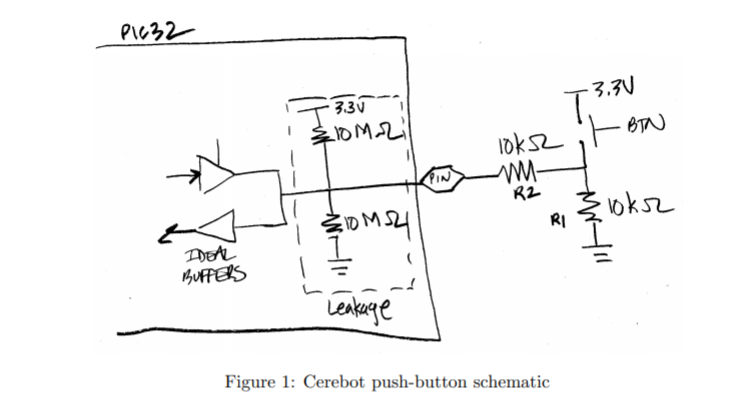 PIC32
3.3V
10MΩ
10MΩ
IDEAL
BUFFERS
Leakage
PIN
10kΩ
R2
3.3V
BTN
R1
10kΩ
Figure 1: Cerebot push-button schematic